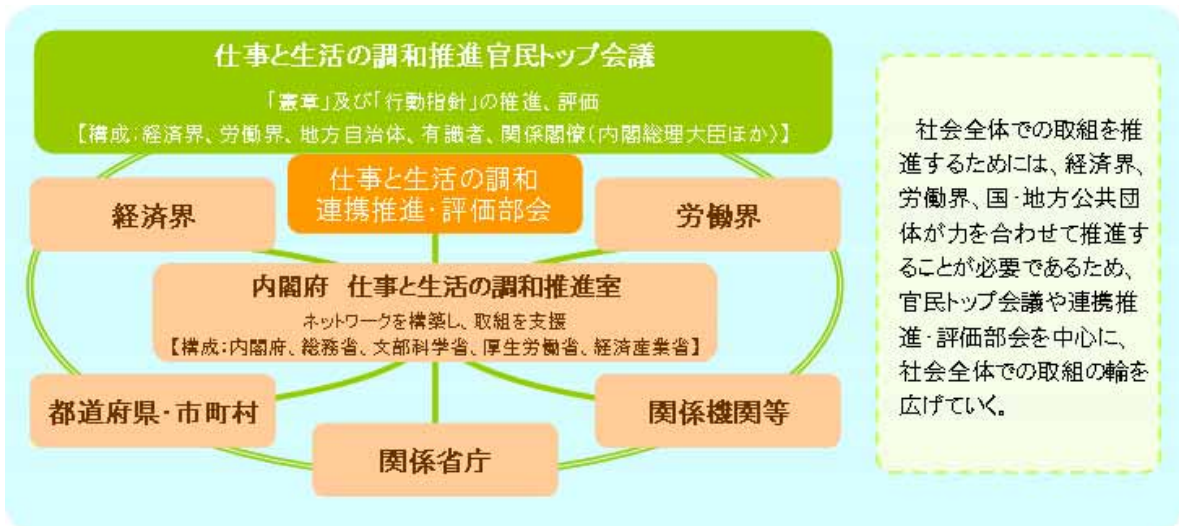 仕事と生活の調和推進官民トップ会議
「憲章」及び「行動指針」の推進、評価
【構成：経済界、労働界、地方自治体、有識者、関係閣僚（内閣総理大臣ほか）】
仕事と生活の調和
連携推進・評価部会
経済界
労働界
内閣府　仕事と生活の調和推進室
ネットワークを構築し、取組を支援
【構成：内閣府、総務省、文部科学省、厚生労働省、経済産業省】
都道府県・市町村
関係機関等
関係省庁
社会全体での取組を推
進するためには、経済界、
労働界、国・地方公共団
体が力を合わせて推進す
ることが必要であるため、
官民トップ会議や連携推
進・評価部会を中心に、
社会全体での取組の輪を
広げていく。